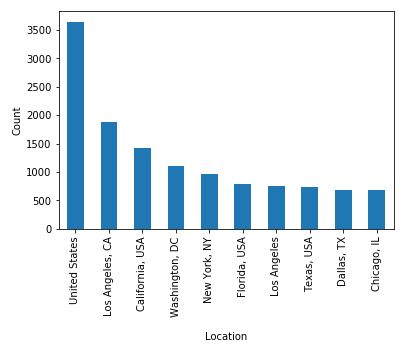 3500
3000
2500
2000
1500
1000
500
0
Count
United States
Los Angeles, CA
California, USA
Washington, DC
New York, NY
Florida, USA
Los Angeles
Texas, USA
Dallas, TX
Chicago, IL
Location